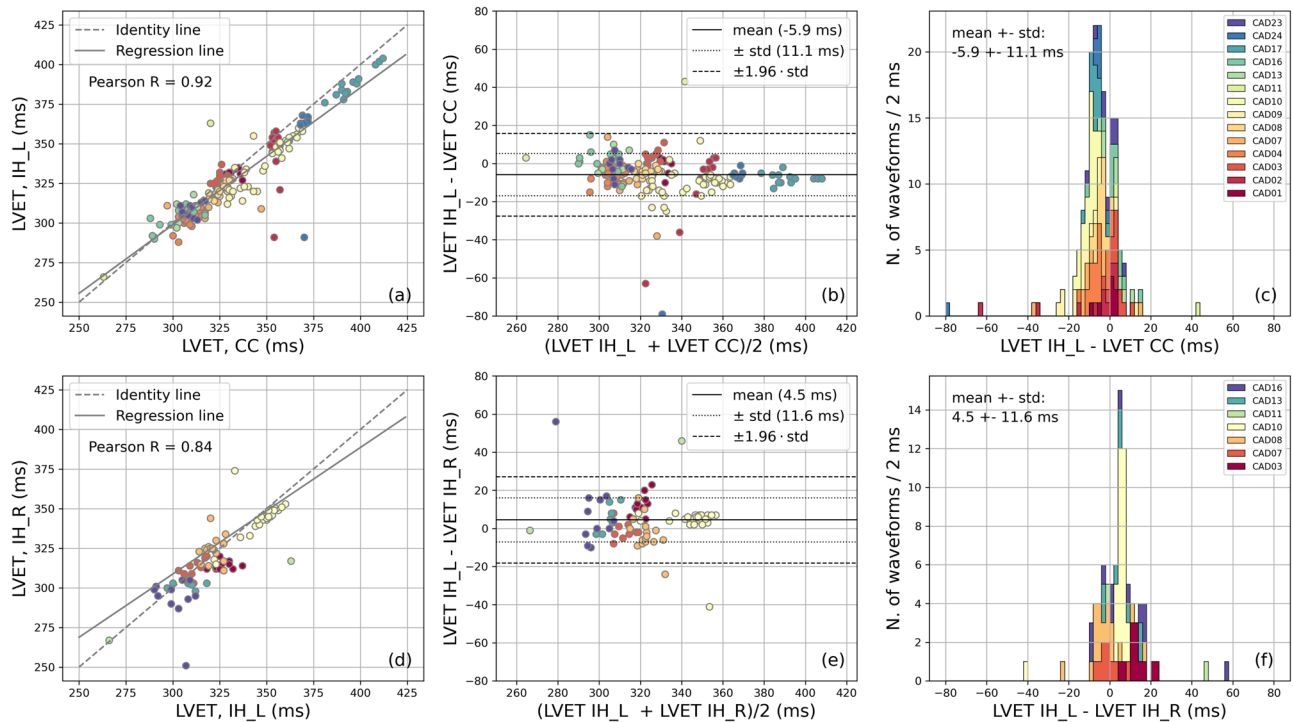 Identity line
Regression line
Pearson R = 0.92
LVET, IH_L (ms)
425
400
375
350
325
300
275
250
250 275 300 325 350 375 400 425
LVET, CC (ms)
(a)
mean (-5.9 ms)
± std (11.1 ms)
±1.96 · std
LVET IH_L - LVET CC (ms)
80
60
40
20
0
−20
−40
−60
−80
260 280 300 320 340 360 380 400 420
(LVET IH_L + LVET CC)/2 (ms)
(b)
mean +- std:
-5.9 +- 11.1 ms
CAD23
CAD24
CAD17
CAD16
CAD13
CAD11
CAD10
CAD09
CAD08
CAD07
CAD04
CAD03
CAD02
CAD01
N. of waveforms / 2 ms
20
15
10
5
0
−80 −60 −40 −20 0 20 40 60 80
LVET IH_L - LVET CC (ms)
(c)
Identity line
Regression line
Pearson R = 0.84
LVET, IH_R (ms)
425
400
375
350
325
300
275
250
250 275 300 325 350 375 400 425
LVET, IH_L (ms)
(d)
mean (4.5 ms)
± std (11.6 ms)
±1.96 · std
LVET IH_L - LVET IH_R (ms)
80
60
40
20
0
−20
−40
−60
−80
260 280 300 320 340 360 380 400 420
(LVET IH_L + LVET IH_R)/2 (ms)
(e)
mean +- std:
4.5 +- 11.6 ms
CAD16
CAD13
CAD11
CAD10
CAD08
CAD07
CAD03
N. of waveforms / 2 ms
14
12
10
8
6
4
2
0
−80 −60 −40 −20 0 20 40 60 80
LVET IH_L - LVET IH_R (ms)
(f)